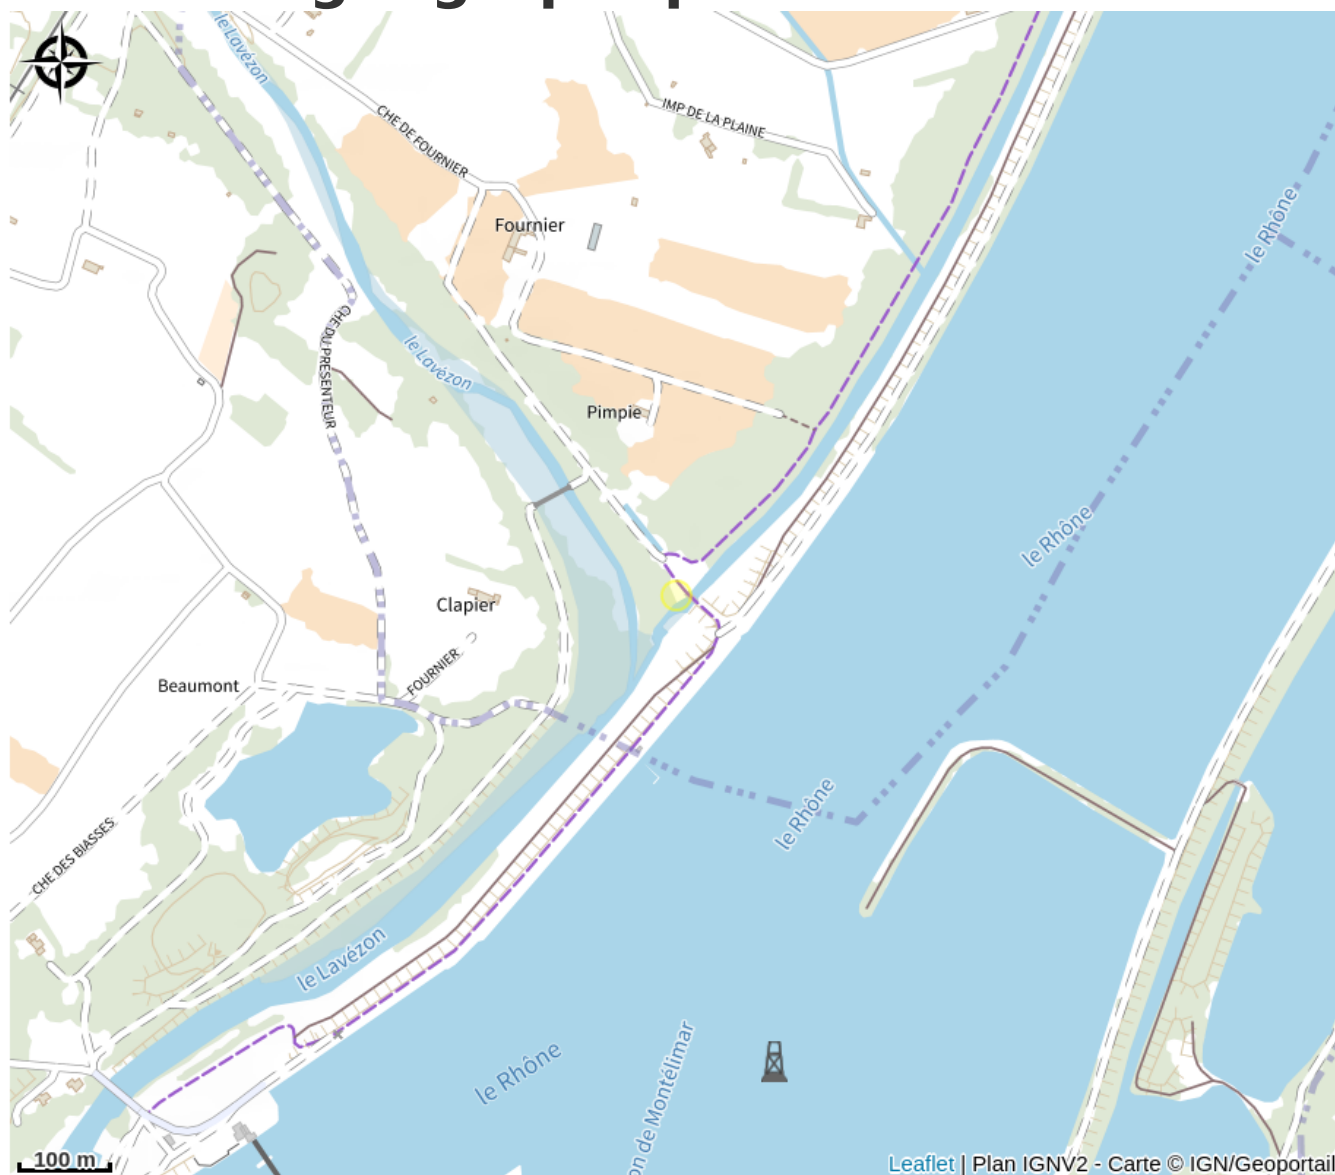 le Lavézon
CHE DE FOURNIER
IMP DE LA PLAINE
Fournier
le Rhône
CHE DU PRESENTEUR
le Lavézon
Pimpie
le Rhône
Clapier
FOURNIER
Beaumont
le Rhône
CHE DES BIASSES
le Lavézon
le Rhône
on de Montélimar
100 m
Leaflet | Plan IGNV2 - Carte © IGN/Geoportail